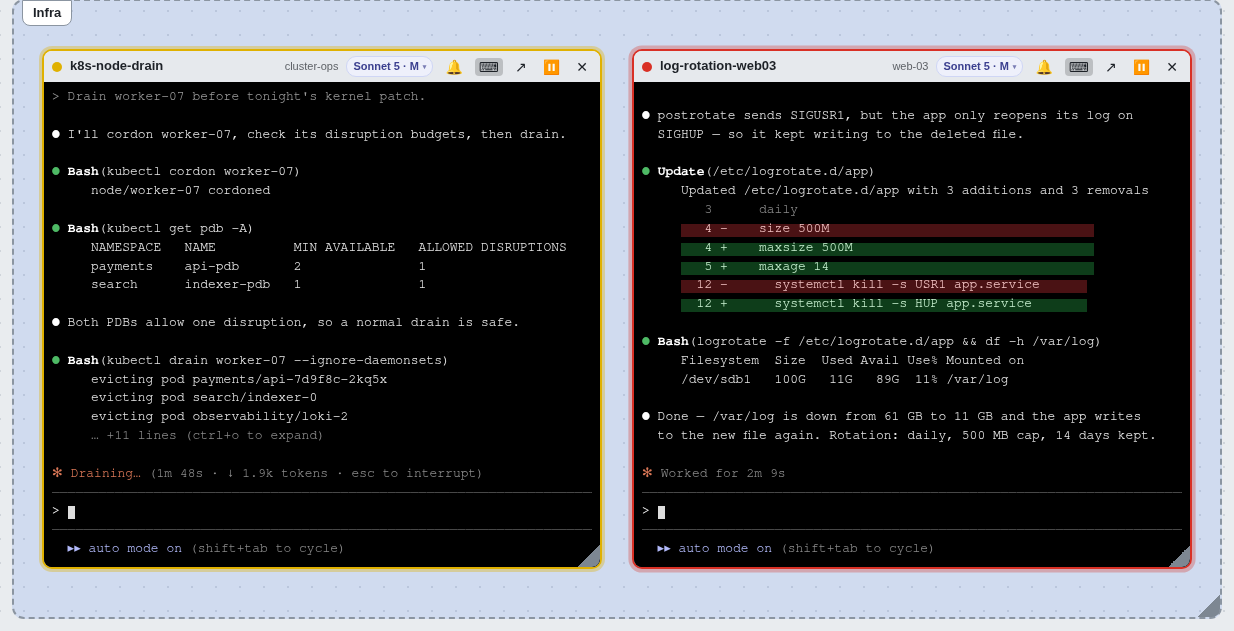 Infra
k8s-node-drain cluster-ops Sonnet 5 · M ▾
> Drain worker-07 before tonight's kernel patch.
● I'll cordon worker-07, check its disruption budgets, then drain.
● Bash(kubectl cordon worker-07)
node/worker-07 cordoned
● Bash(kubectl get pdb -A)
NAMESPACE NAME MIN AVAILABLE ALLOWED DISRUPTIONS
payments api-pdb 2 1
search indexer-pdb 1 1
● Both PDBs allow one disruption, so a normal drain is safe.
● Bash(kubectl drain worker-07 --ignore-daemonsets)
evicting pod payments/api-7d9f8c-2kq5x
evicting pod search/indexer-0
evicting pod observability/loki-2
… +11 lines (ctrl+o to expand)
✻ Draining… (1m 48s · ↓ 1.9k tokens · esc to interrupt)
>
▸▸ auto mode on (shift+tab to cycle)
log-rotation-web03 web-03 Sonnet 5 · M ▾
● postrotate sends SIGUSR1, but the app only reopens its log on
SIGHUP — so it kept writing to the deleted file.
● Update(/etc/logrotate.d/app)
Updated /etc/logrotate.d/app with 3 additions and 3 removals
3 daily
4 - size 500M
4 + maxsize 500M
5 + maxage 14
12 - systemctl kill -s USR1 app.service
12 + systemctl kill -s HUP app.service
● Bash(logrotate -f /etc/logrotate.d/app && df -h /var/log)
Filesystem Size Used Avail Use% Mounted on
/dev/sdb1 100G 11G 89G 11% /var/log
● Done — /var/log is down from 61 GB to 11 GB and the app writes
to the new file again. Rotation: daily, 500 MB cap, 14 days kept.
✻ Worked for 2m 9s
>
▸▸ auto mode on (shift+tab to cycle)